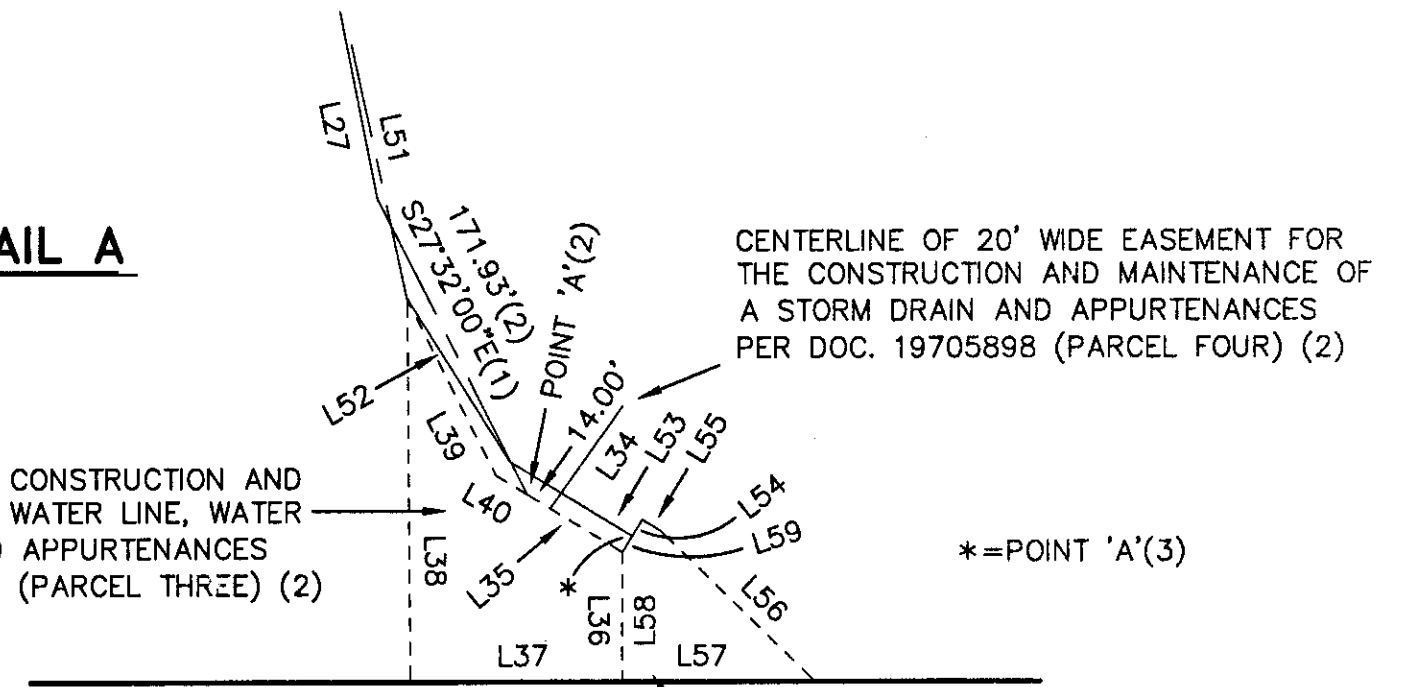 AIL A
L27
L51
171.93'(2)
S27°32'00"E(1)
POINT 'A'(2)
14.00'
CENTERLINE OF 20' WIDE EASEMENT FOR
THE CONSTRUCTION AND MAINTENANCE OF
A STORM DRAIN AND APPURTENANCES
PER DOC. 19705898 (PARCEL FOUR) (2)
L52
L39
L34
L53
L55
CONSTRUCTION AND
WATER LINE, WATER
APPURTENANCES
(PARCEL THREE) (2)
L40
L38
L35
L54
L59
*
*=POINT 'A'(3)
L36
L58
L56
L37
L57